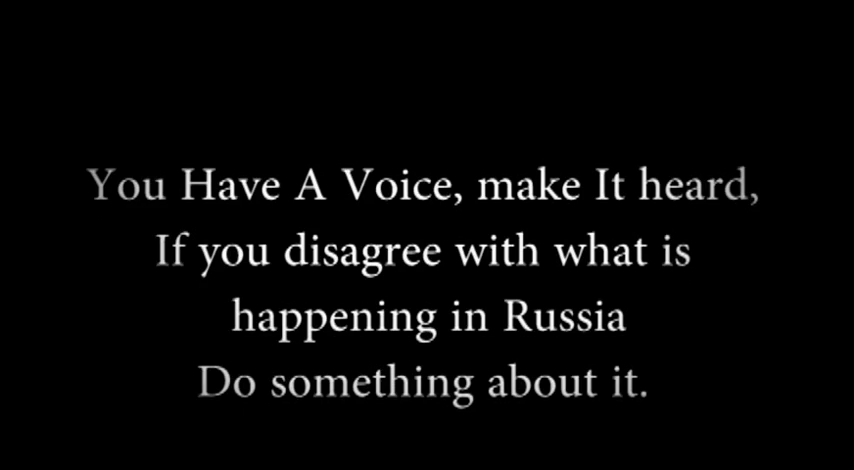 You Have A Voice, make It heard,
If you disagree with what is
happening in Russia
Do something about it.